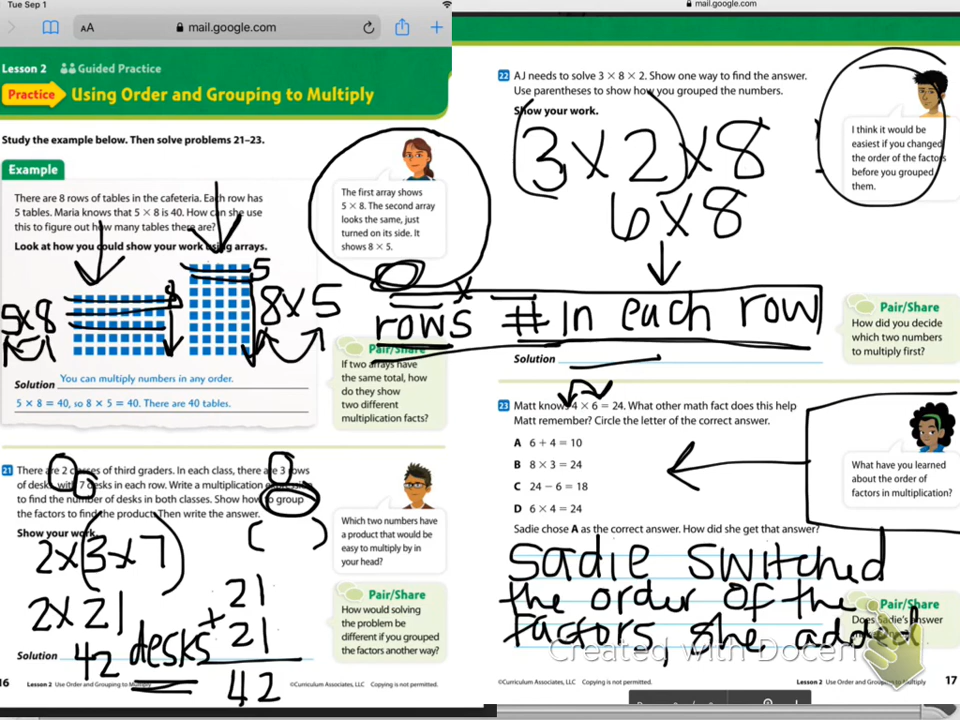 Tue Sep 1
AA
mail.google.com
mail.google.com
Lesson 2 Guided Practice
Practice Using Order and Grouping to Multiply
Study the example below. Then solve problems 21–23.
Example
There are 8 rows of tables in the cafeteria. Each row has
5 tables. Maria knows that 5 × 8 is 40. How can she use
this to figure out how many tables there are?
Look at how you could show your work using arrays.
5x8
8
5
8x5
Solution You can multiply numbers in any order.
5 × 8 = 40, so 8 × 5 = 40. There are 40 tables.
The first array shows
5 × 8. The second array
looks the same, just
turned on its side. It
shows 8 × 5.
Pair/Share
If two arrays have
the same total, how
do they show
two different
multiplication facts?
21 There are 2 classes of third graders. In each class, there are 3 rows
of desks with 7 desks in each row. Write a multiplication expression
to find the number of desks in both classes. Show how to group
the factors to find the product. Then write the answer.
Show your work.
( )
2x(3x7)
2x21
21
+21
42
Solution 42 desks
Which two numbers have
a product that would be
easy to multiply by in
your head?
Pair/Share
How would solving
the problem be
different if you grouped
the factors another way?
16 Lesson 2 Use Order and Grouping to Multiply
©Curriculum Associates, LLC Copying is not permitted.
22 AJ needs to solve 3 × 8 × 2. Show one way to find the answer.
Use parentheses to show how you grouped the numbers.
Show your work.
(3x2)x8
6x8
x
rows # in each row
Solution
I think it would be
easiest if you changed
the order of the factors
before you grouped
them.
Pair/Share
How did you decide
which two numbers
to multiply first?
23 Matt knows 4 × 6 = 24. What other math fact does this help
Matt remember? Circle the letter of the correct answer.
A 6 + 4 = 10
B 8 × 3 = 24
C 24 − 6 = 18
D 6 × 4 = 24
Sadie chose A as the correct answer. How did she get that answer?
Sadie switched
the order of the
factors, she
What have you learned
about the order of
factors in multiplication?
Pair/Share
Does Sadie's answer
Created with
©Curriculum Associates, LLC Copying is not permitted.
Lesson 2 Use Order and Grouping to Multiply 17